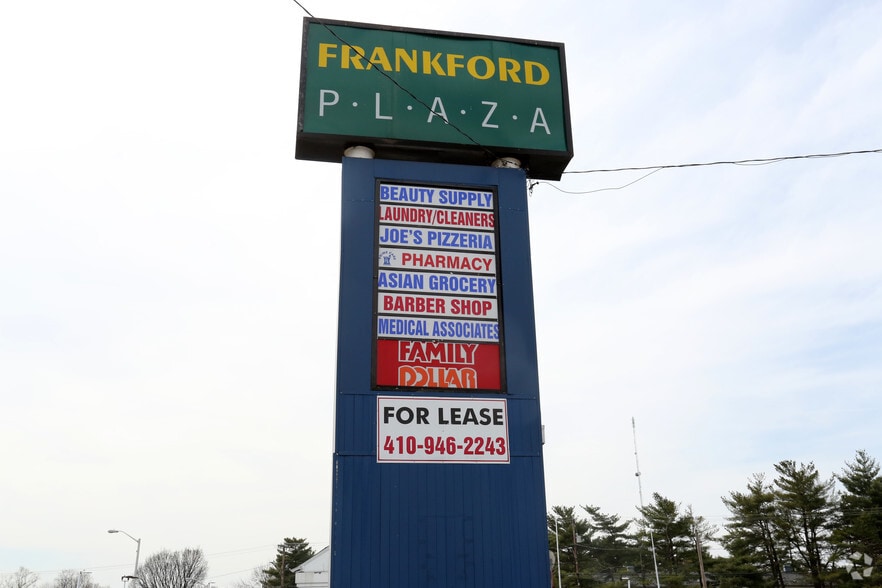 FRANKFORD
P·L·A·Z·A
BEAUTY SUPPLY
LAUNDRY/CLEANERS
JOE'S PIZZERIA
PHARMACY
ASIAN GROCERY
BARBER SHOP
MEDICAL ASSOCIATES
FAMILY
DOLLAR
FOR LEASE
410-946-2243